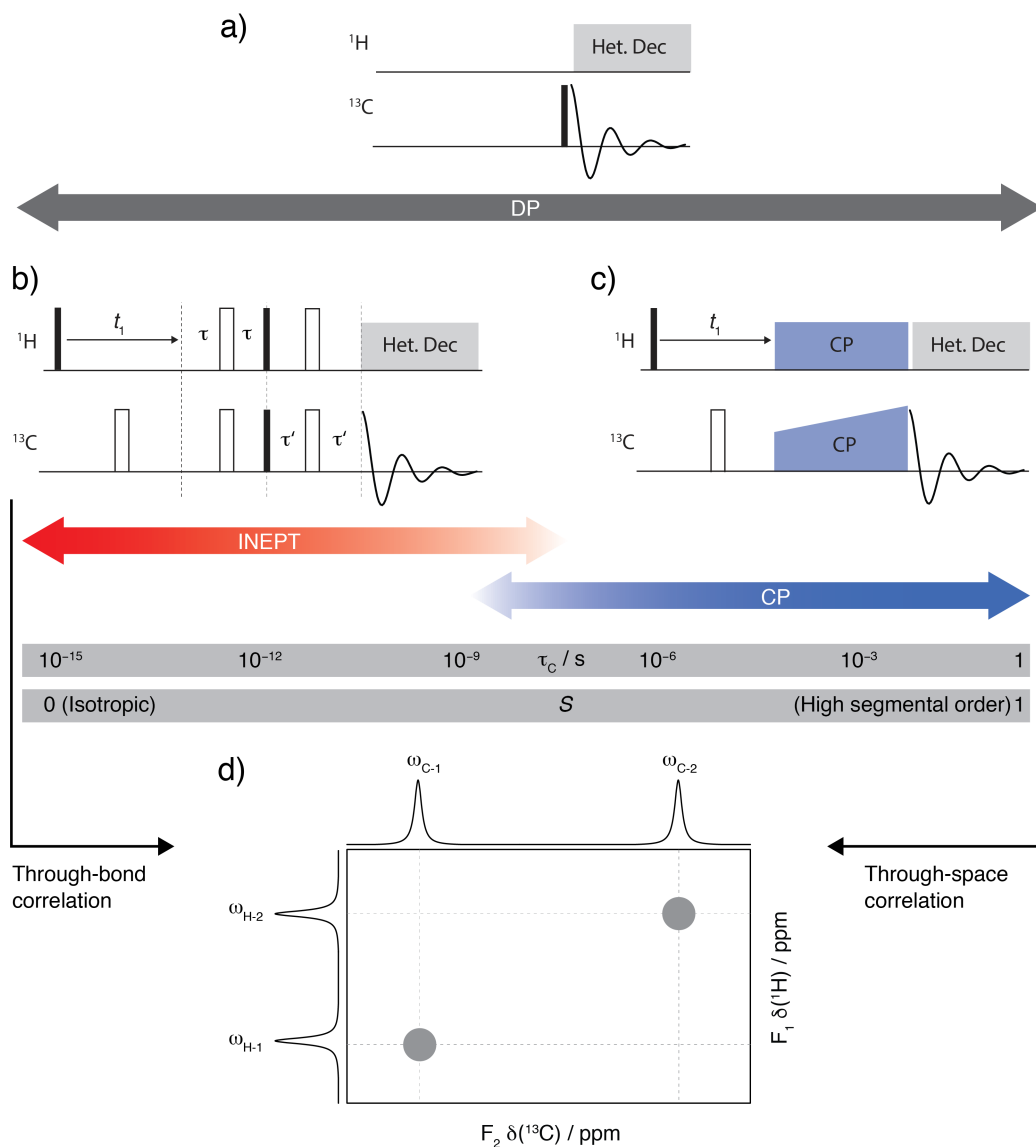 a)
¹H
Het. Dec
¹³C
DP
b)
c)
¹H
t₁
τ
τ
Het. Dec
¹H
t₁
CP
Het. Dec
¹³C
τ‘
τ‘
¹³C
CP
INEPT
CP
10⁻¹⁵ 10⁻¹² 10⁻⁹ τC / s 10⁻⁶ 10⁻³ 1
0 (Isotropic) S (High segmental order) 1
d)
ωC-1
ωC-2
Through-bond
correlation
Through-space
correlation
ωH-2
ωH-1
F₁ δ(¹H) / ppm
F₂ δ(¹³C) / ppm